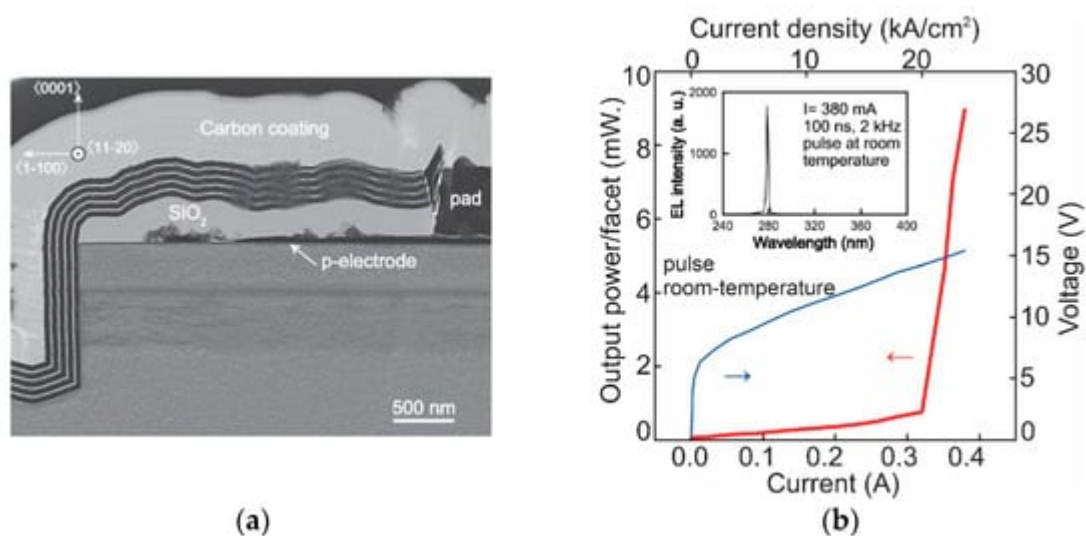 ⟨0001⟩
Carbon coating
⟨1-100⟩
⟨11-20⟩
SiO2
pad
p-electrode
500 nm
(a)
Current density (kA/cm2)
0 10 20
10
8
6
4
2
0
Output power/facet (mW.
30
25
20
15
10
5
0
Voltage (V)
2000
1000
0
EL intensity (a. u.)
I= 380 mA
100 ns, 2 kHz
pulse at room
temperature
240 280 320 360 400
Wavelength (nm)
pulse
room-temperature
0.0 0.1 0.2 0.3 0.4
Current (A)
(b)